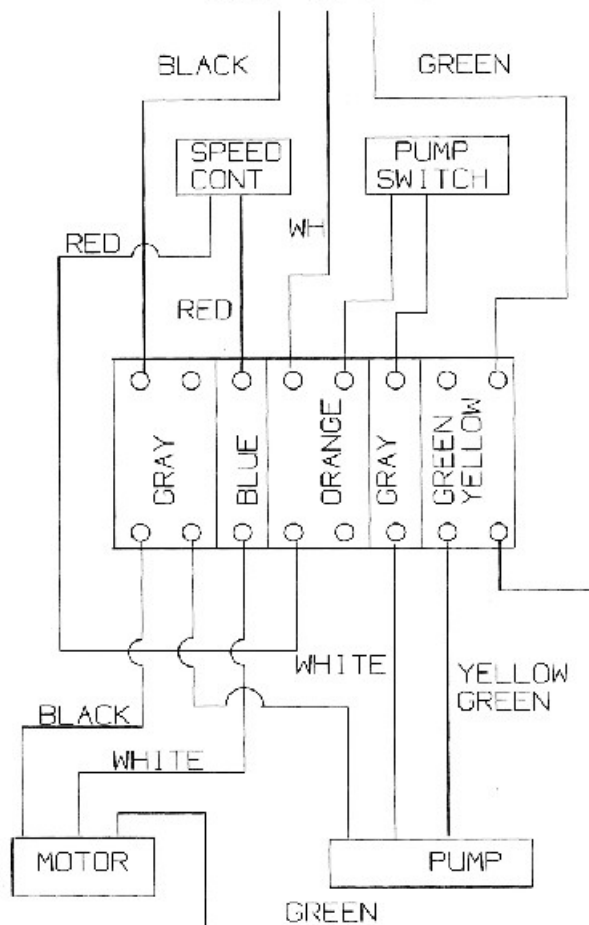 BLACK
GREEN
SPEED
CONT
PUMP
SWITCH
WH
RED
RED
GRAY
BLUE
ORANGE
GRAY
GREEN
YELLOW
WHITE
YELLOW
GREEN
BLACK
WHITE
MOTOR
PUMP
GREEN